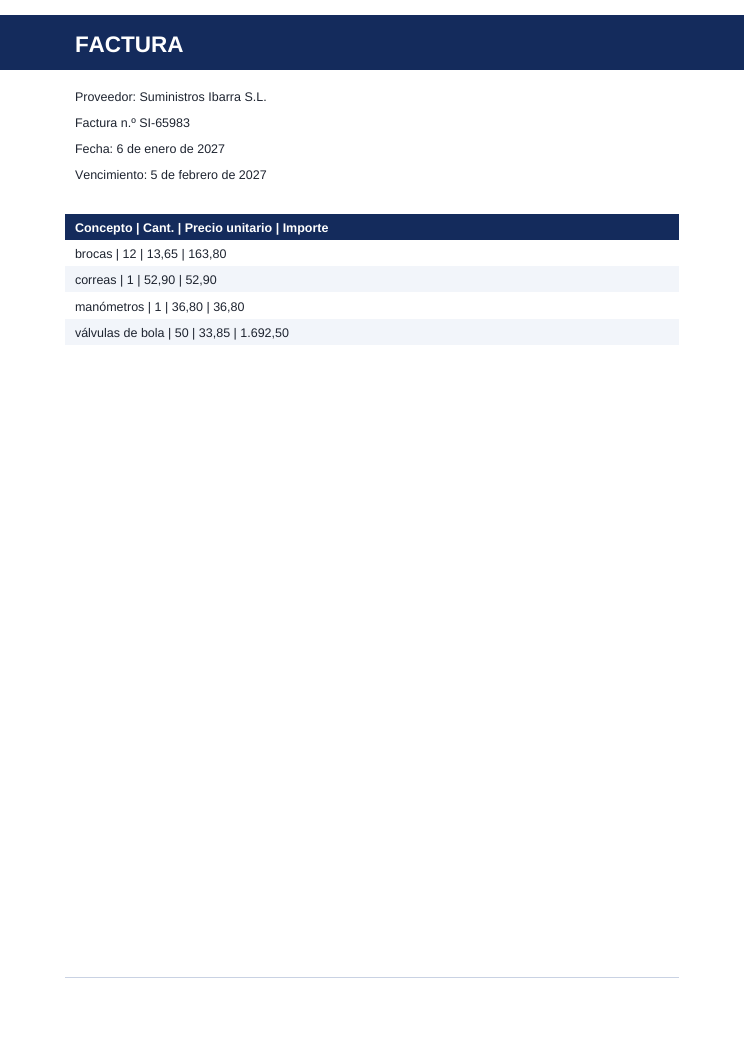 FACTURA
Proveedor: Suministros Ibarra S.L.
Factura n.º SI-65983
Fecha: 6 de enero de 2027
Vencimiento: 5 de febrero de 2027
Concepto | Cant. | Precio unitario | Importe
brocas | 12 | 13,65 | 163,80
correas | 1 | 52,90 | 52,90
manómetros | 1 | 36,80 | 36,80
válvulas de bola | 50 | 33,85 | 1.692,50